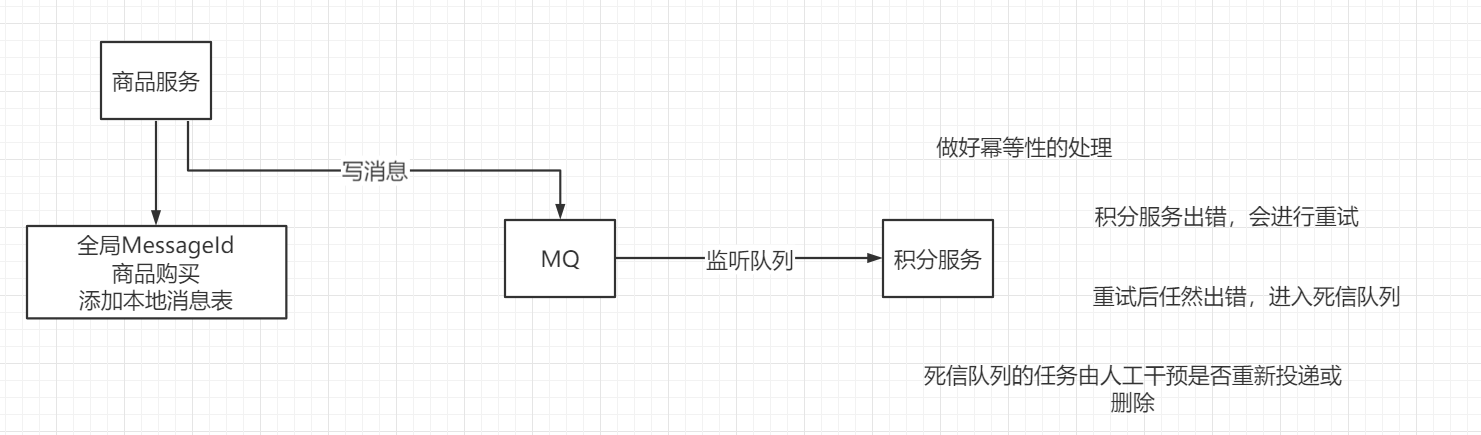 商品服务
写消息
做好幂等性的处理
积分服务出错，会进行重试
全局MessageId
商品购买
添加本地消息表
MQ
监听队列
积分服务
重试后任然出错，进入死信队列
死信队列的任务由人工干预是否重新投递或
删除